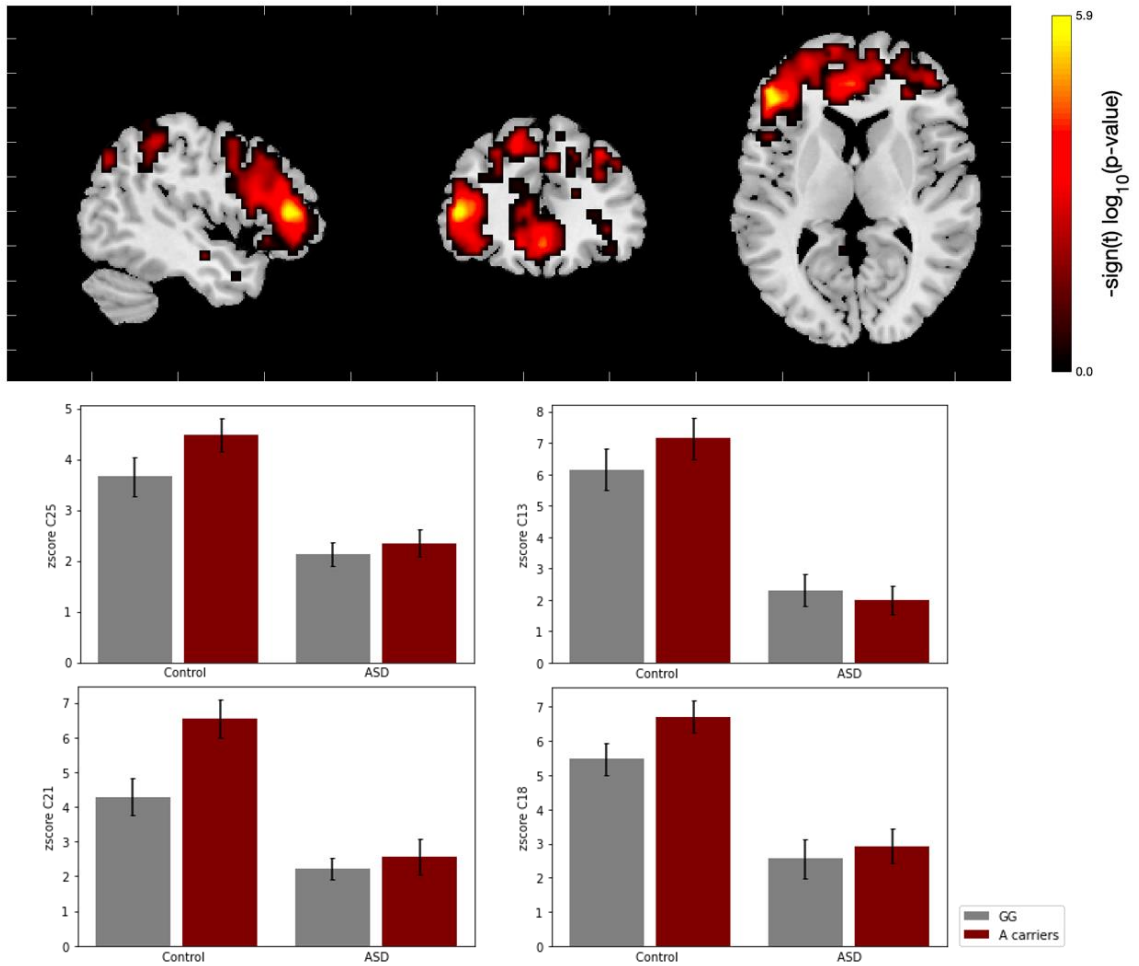 5.9
-sign(t) log10(p-value)
0.0
zscore C25
5
4
3
2
1
0
Control
ASD
zscore C13
8
7
6
5
4
3
2
1
0
Control
ASD
zscore C21
7
6
5
4
3
2
1
0
Control
ASD
zscore C18
7
6
5
4
3
2
1
0
Control
ASD
GG
A carriers